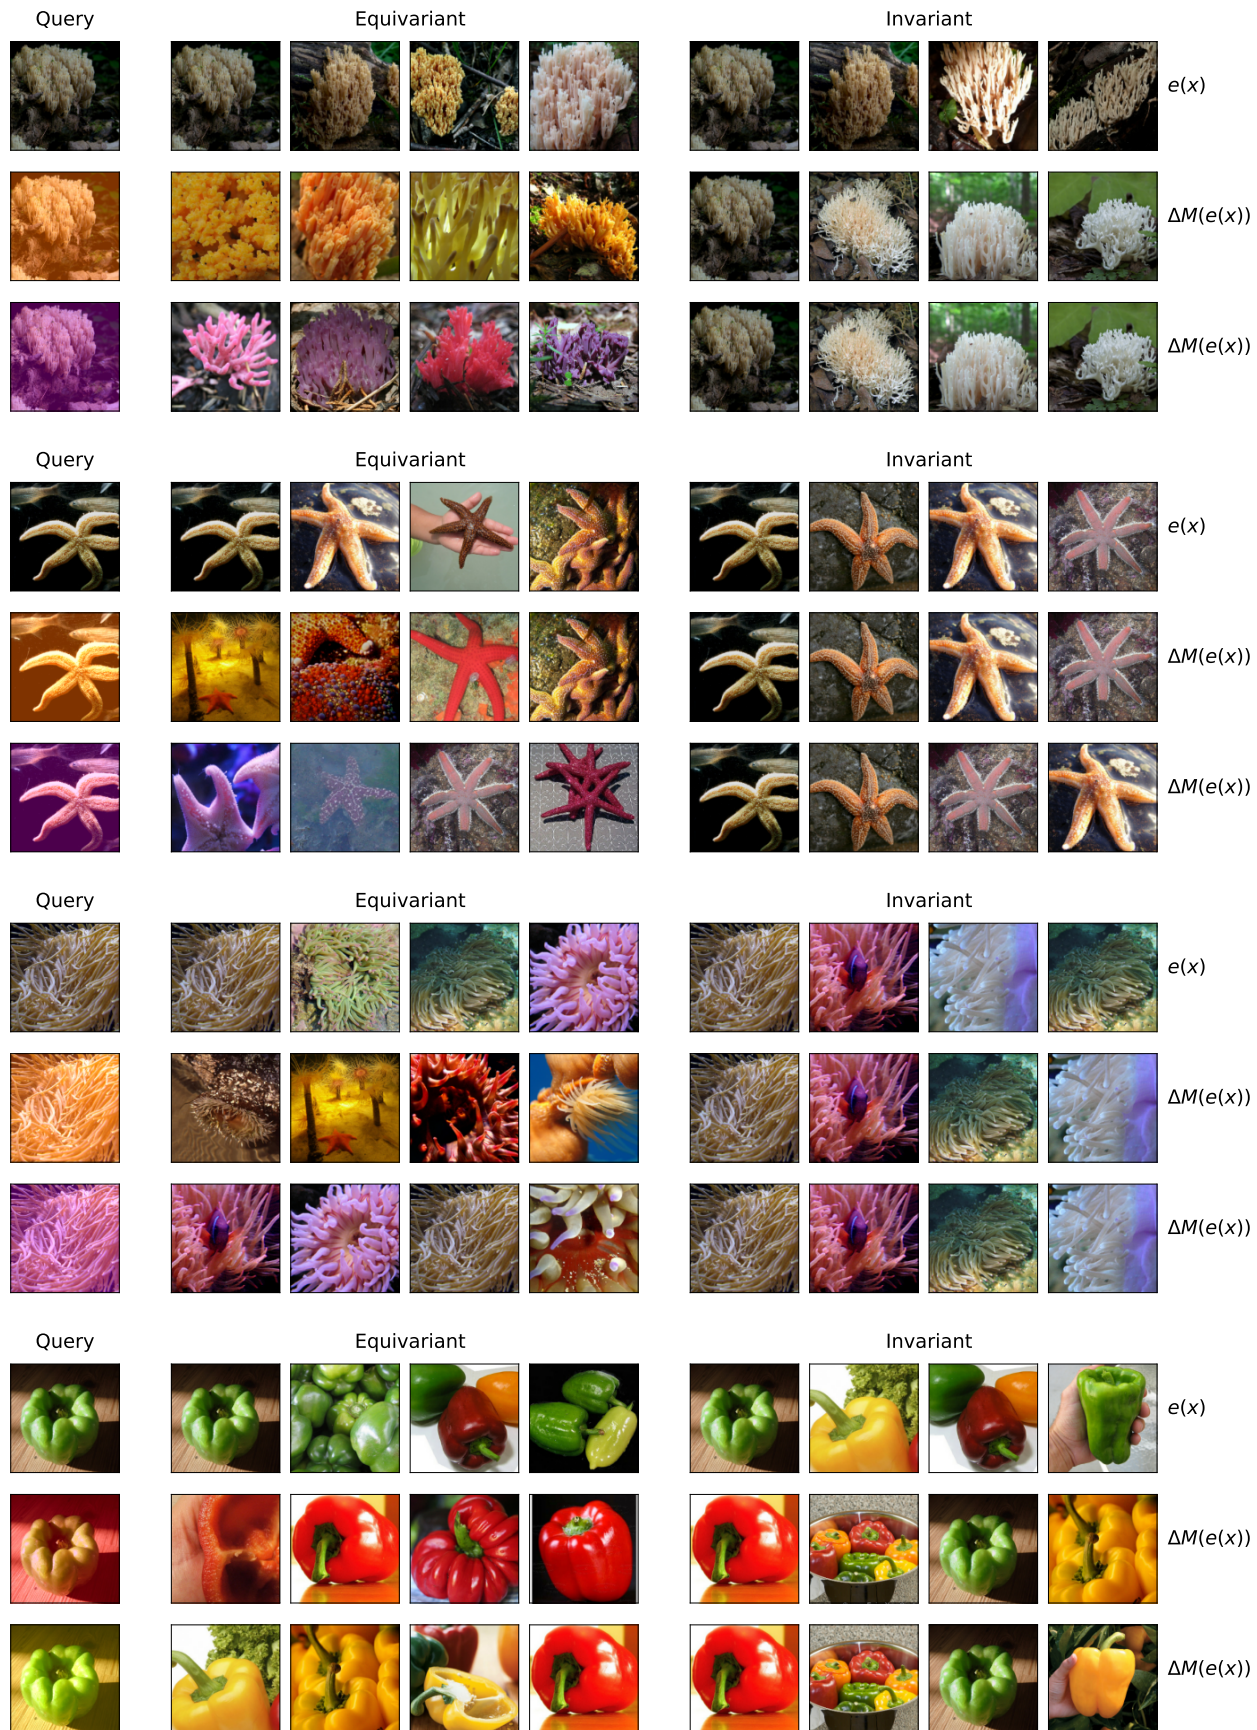 Query Equivariant Invariant
e(x)
ΔM(e(x))
ΔM(e(x))
Query Equivariant Invariant
e(x)
ΔM(e(x))
ΔM(e(x))
Query Equivariant Invariant
e(x)
ΔM(e(x))
ΔM(e(x))
Query Equivariant Invariant
e(x)
ΔM(e(x))
ΔM(e(x))